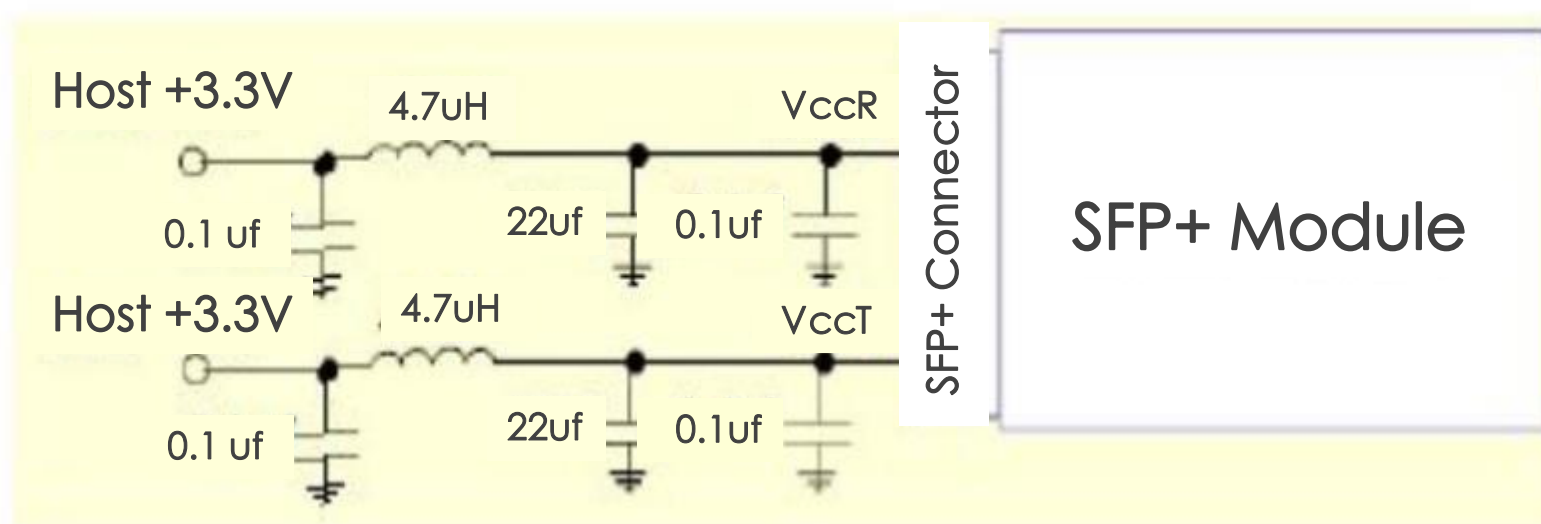 Host +3.3V
4.7uH
VccR
0.1 uf
22uf
0.1uf
Host +3.3V
4.7uH
VccT
0.1 uf
22uf
0.1uf
SFP+ Connector
SFP+ Module